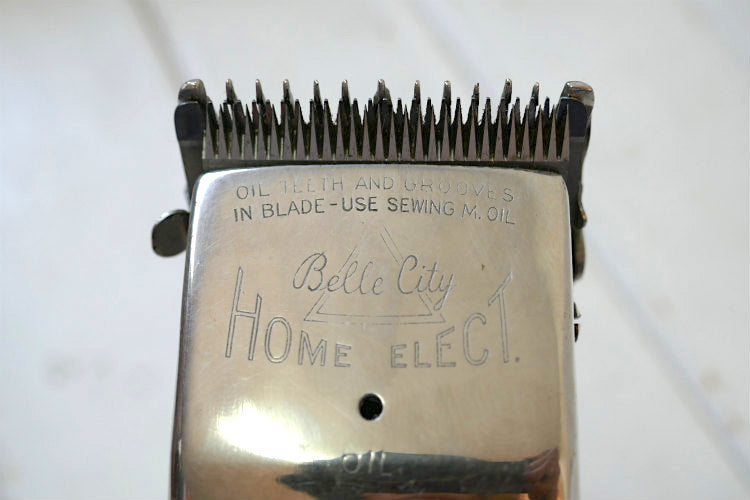 OIL TEETH AND GROOVES
IN BLADE-USE SEWING M. OIL
Belle City
HOME ELECT.
OIL